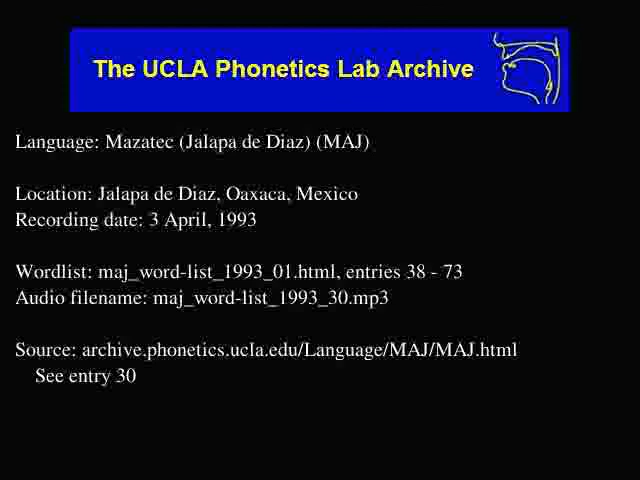 The UCLA Phonetics Lab Archive
Language: Mazatec (Jalapa de Diaz) (MAJ)
Location: Jalapa de Diaz, Oaxaca, Mexico
Recording date: 3 April, 1993
Wordlist: maj_word-list_1993_01.html, entries 38 - 73
Audio filename: maj_word-list_1993_30.mp3
Source: archive.phonetics.ucla.edu/Language/MAJ/MAJ.html
See entry 30